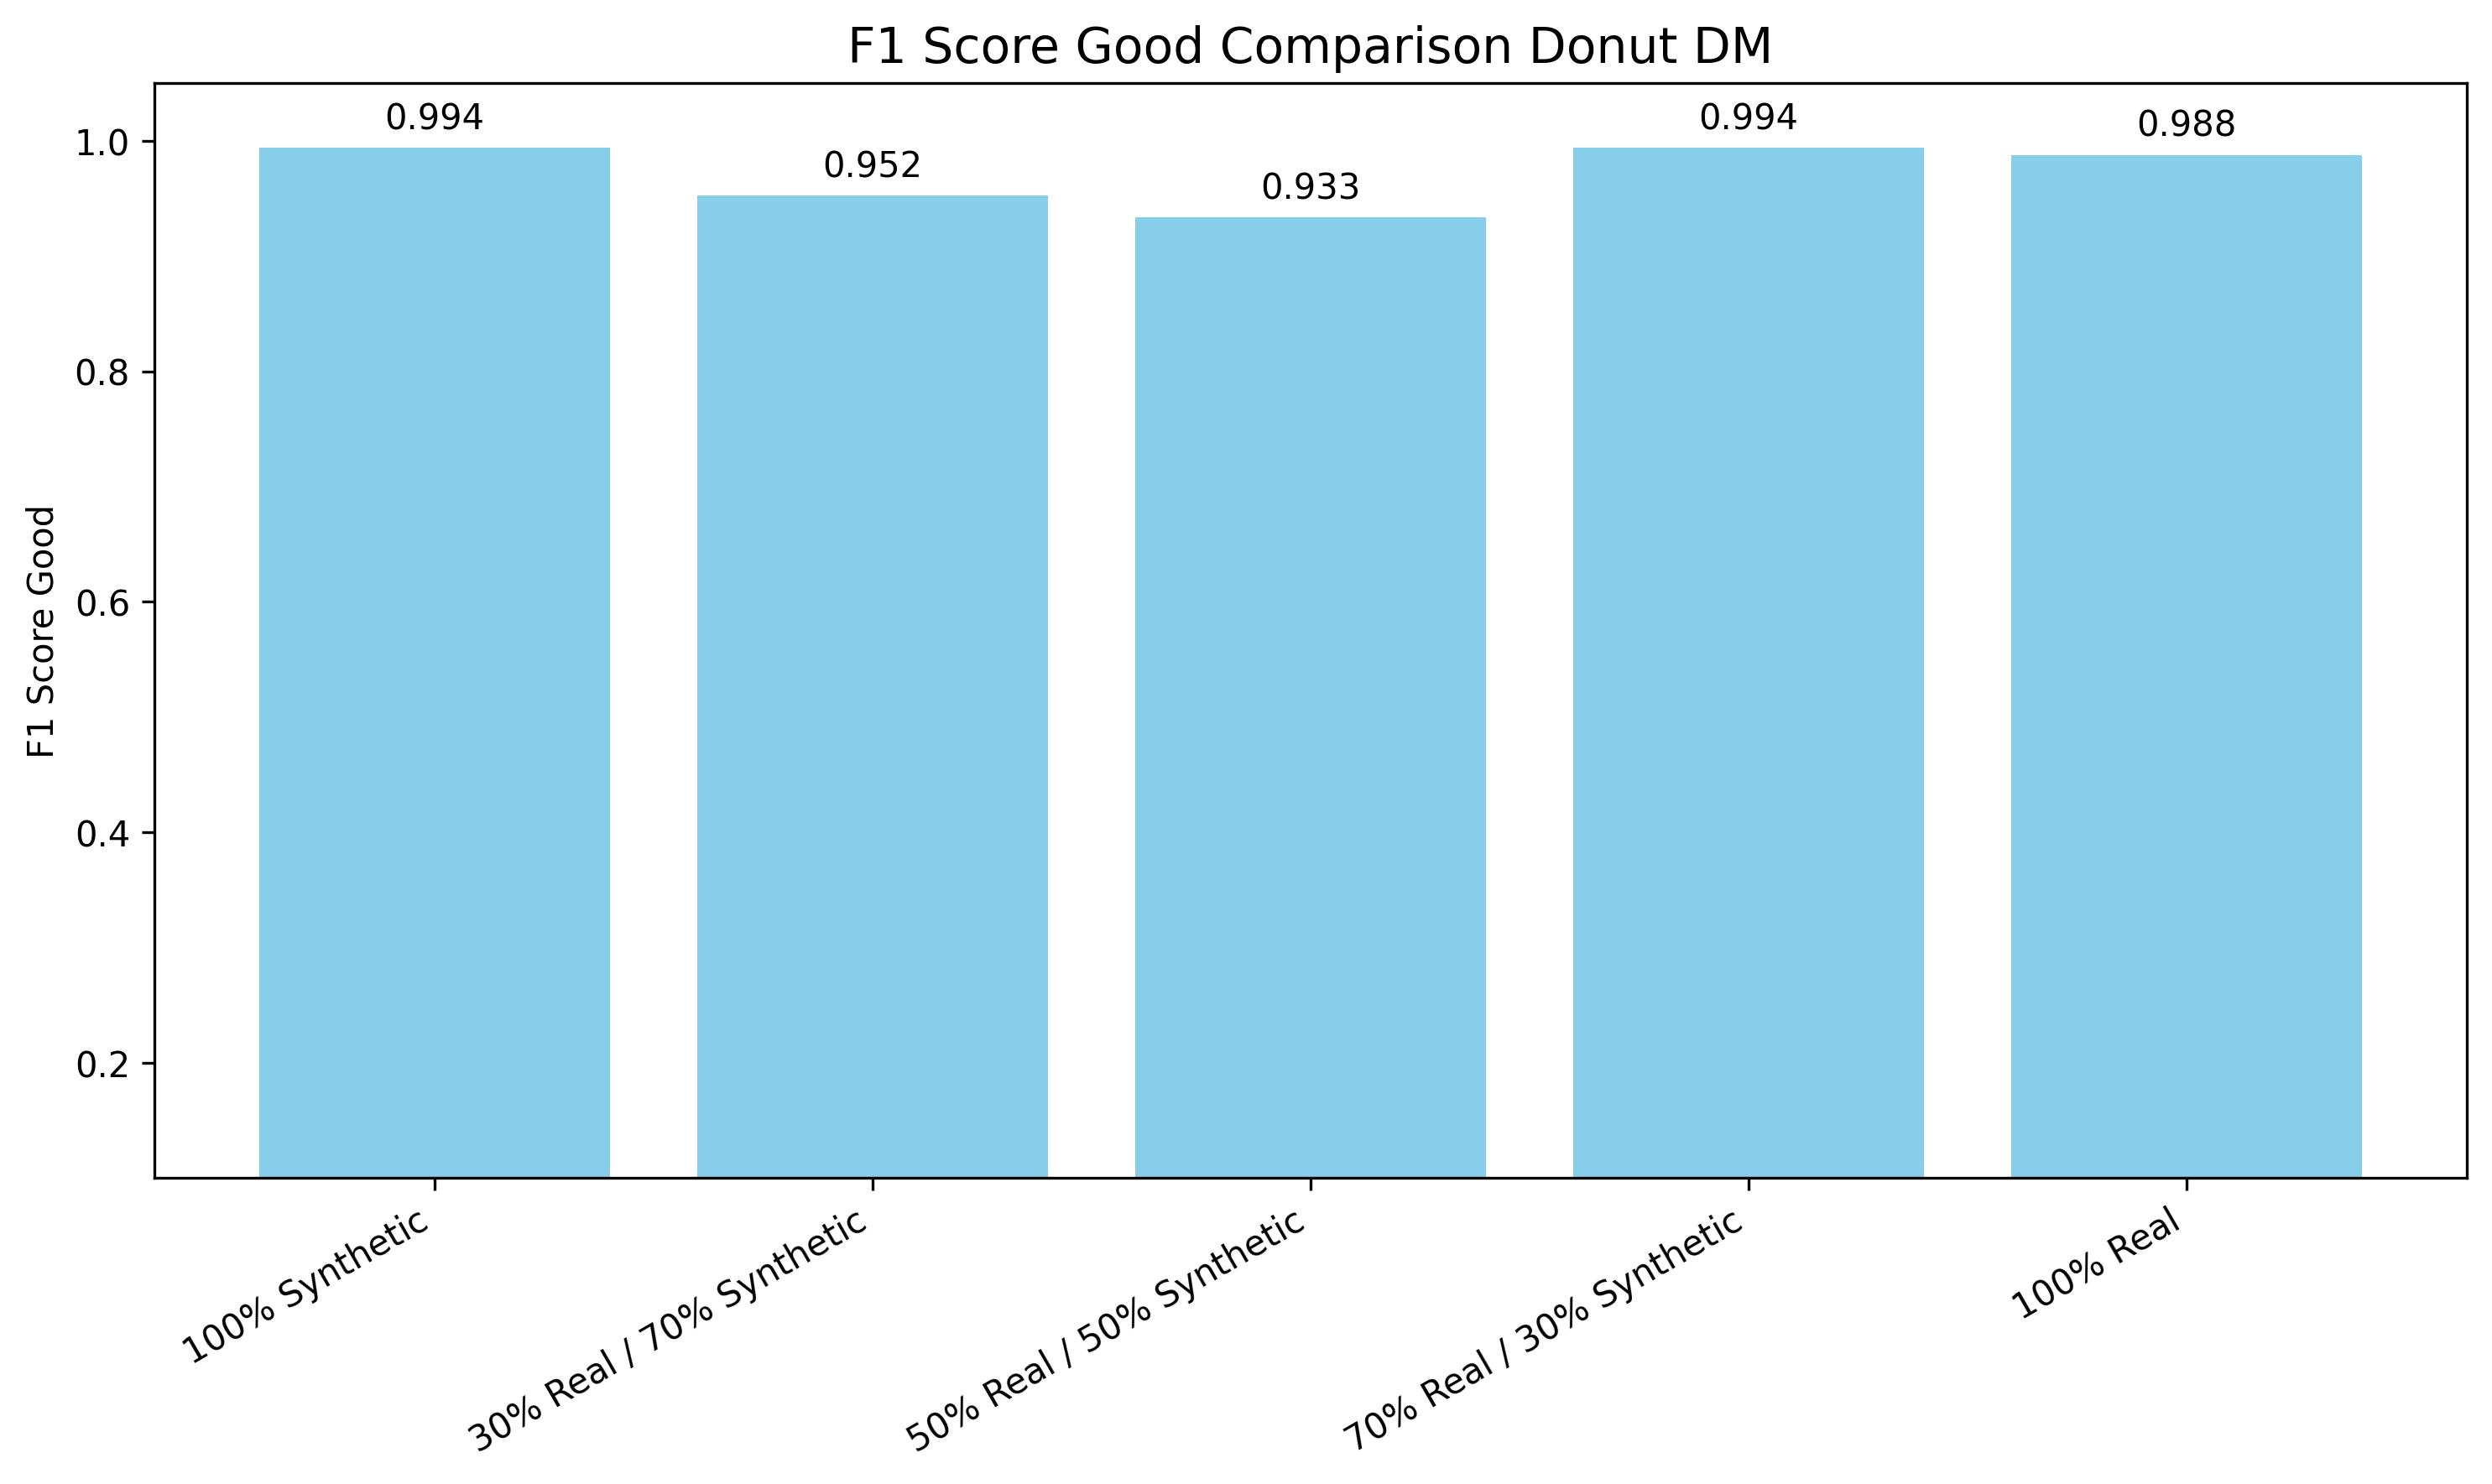 F1 Score Good Comparison Donut DM
F1 Score Good
1.0
0.8
0.6
0.4
0.2
0.994
0.952
0.933
0.994
0.988
100% Synthetic
30% Real / 70% Synthetic
50% Real / 50% Synthetic
70% Real / 30% Synthetic
100% Real